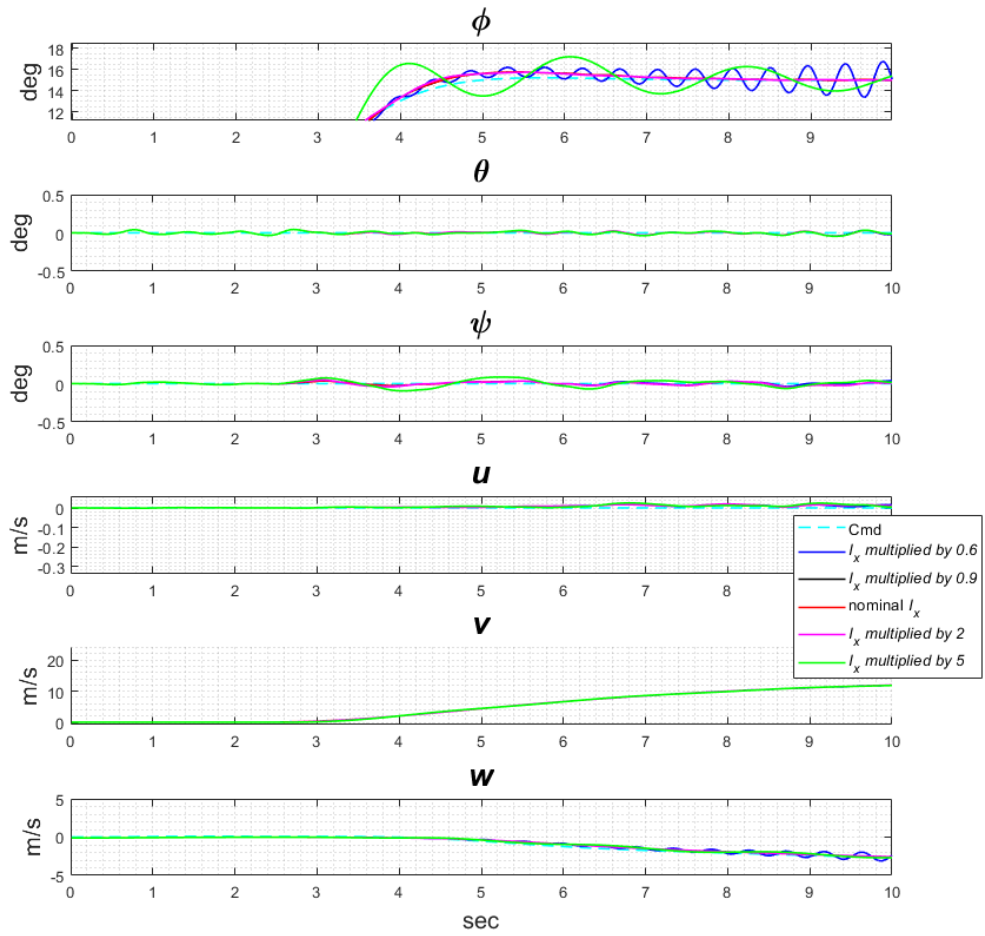 ϕ
deg
18
16
14
12
0 1 2 3 4 5 6 7 8 9
θ
deg
0.5
0
-0.5
0 1 2 3 4 5 6 7 8 9 10
ψ
deg
0.5
0
-0.5
0 1 2 3 4 5 6 7 8 9 10
u
m/s
0
-0.1
-0.2
-0.3
0 1 2 3 4 5 6 7 8
Cmd
I_x multiplied by 0.6
I_x multiplied by 0.9
nominal I_x
I_x multiplied by 2
I_x multiplied by 5
v
m/s
20
10
0
0 1 2 3 4 5 6 7 8 9 10
w
m/s
5
0
-5
0 1 2 3 4 5 6 7 8 9 10
sec